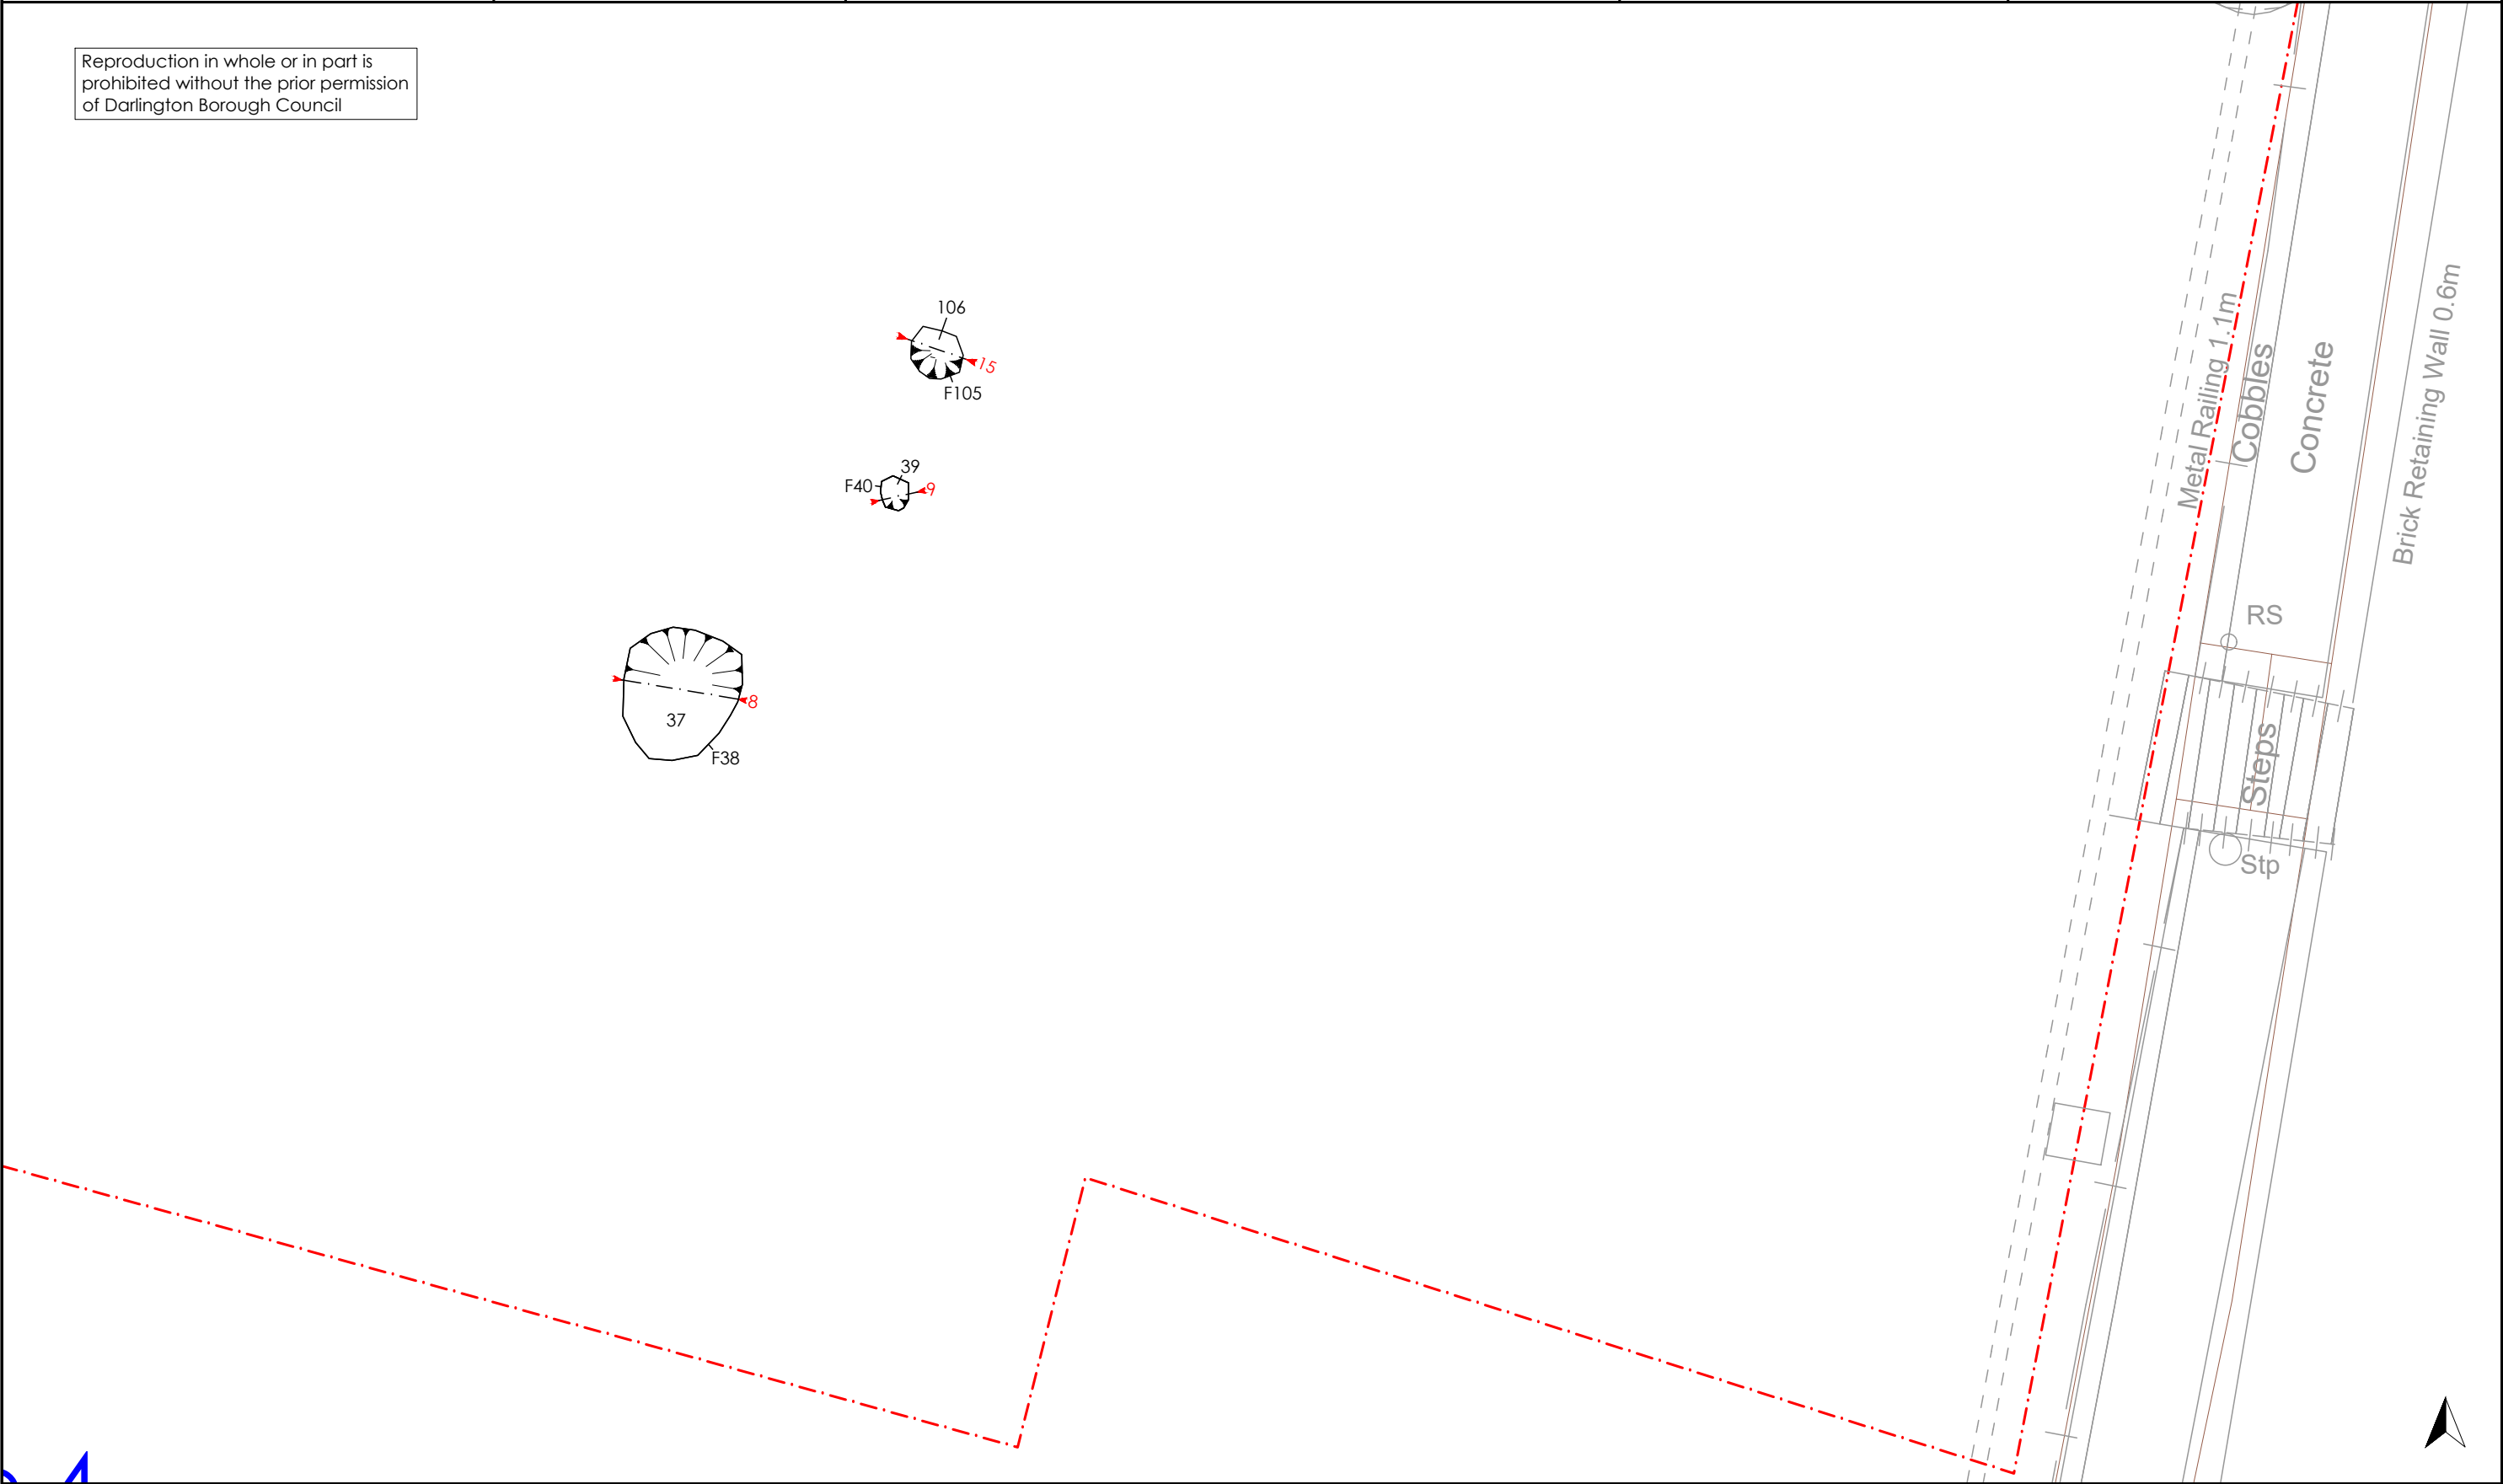 Reproduction in whole or in part is
prohibited without the prior permission
of Darlington Borough Council
106
15
F105
39
F40
9
8
37
F38
Metal Railing 1.1m
Cobbles
Concrete
Brick Retaining Wall 0.6m
RS
Steps
Stp